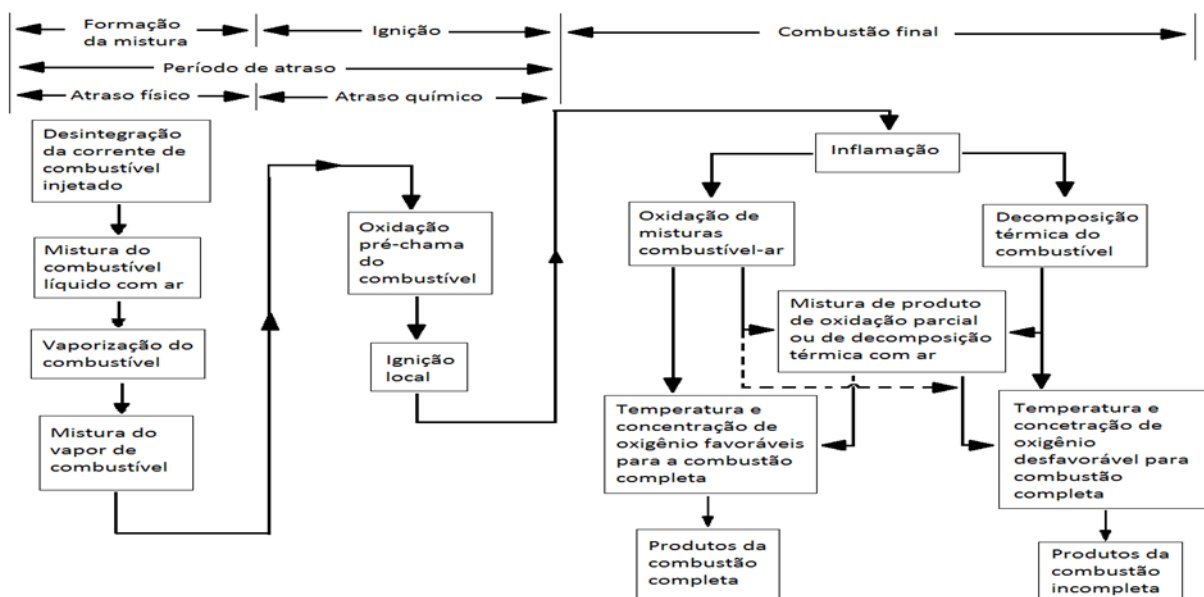 Formação
da mistura
Ignição
Combustão final
Período de atraso
Atraso físico
Atraso químico
Desintegração
da corrente de
combustível
injetado
Mistura do
combustível
líquido com ar
Vaporização do
combustível
Mistura do
vapor de
combustível
Oxidação
pré-chama
do
combustível
Ignição
local
Inflamação
Oxidação de
misturas
combustível-ar
Decomposição
térmica do
combustível
Mistura de produto
de oxidação parcial
ou de decomposição
térmica com ar
Temperatura e
concentração de
oxigênio favoráveis
para a combustão
completa
Temperatura e
concetração de
oxigênio
desfavorável para
combustão
completa
Produtos da
combustão
completa
Produtos da
combustão
incompleta